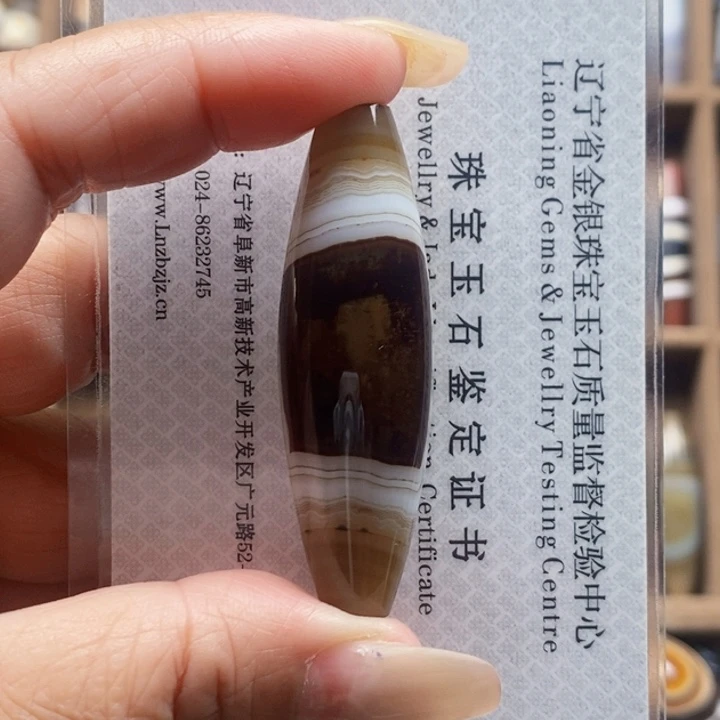 辽宁省金银珠宝玉石质量监督检验中心
Liaoning Gems & Jewellry Testing Centre
珠宝玉石鉴定证书
Jewellry & Certificate
: 辽宁省阜新市高新技术产业开发区广元路52-
024-86232745
www.Lnzbzjz.cn